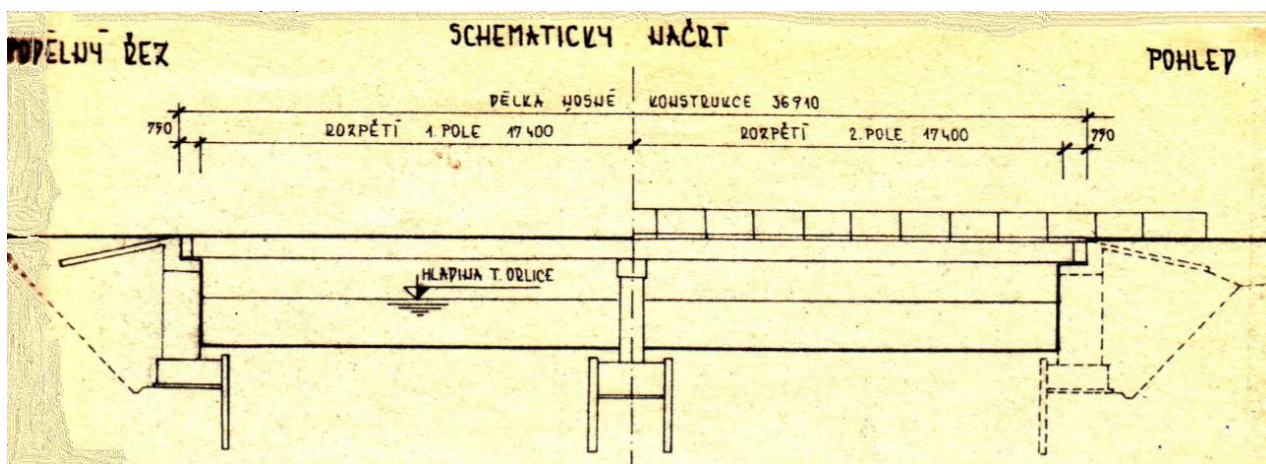 SCHEMATICKÝ NÁČRT
PODÉLNÝ ŘEZ
POHLED
DÉLKA NOSNÉ KONSTRUKCE 36910
750 ROZPĚTÍ 1. POLE 17400 ROZPĚTÍ 2. POLE 17400 750
HLADINA T. ORLICE